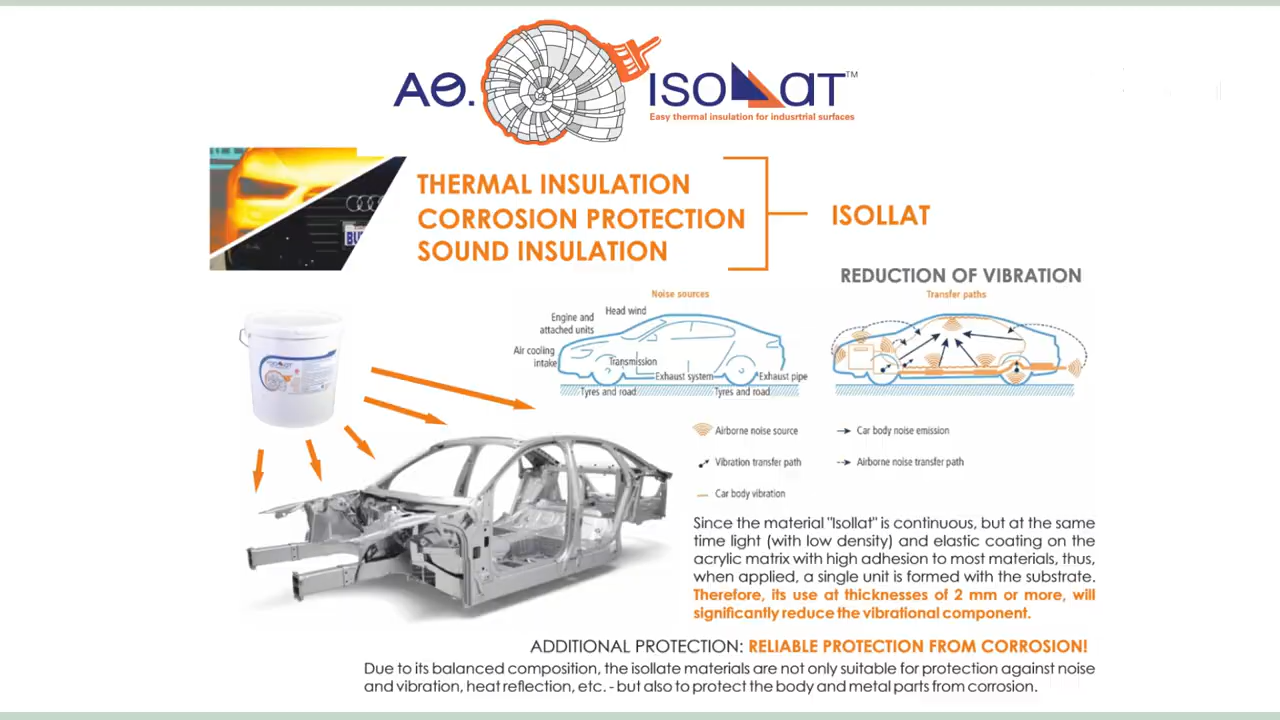 AΘ.
ISOLLAT™
Easy thermal insulation for indusrtrial surfaces
THERMAL INSULATION
CORROSION PROTECTION
SOUND INSULATION
ISOLLAT
REDUCTION OF VIBRATION
Noise sources
Transfer paths
Head wind
Engine and
attached units
Air cooling
intake
Transmission
Exhaust system
Exhaust pipe
Tyres and road
Tyres and road
ISOLLAT
Airborne noise source
Car body noise emission
Vibration transfer path
Airborne noise transfer path
Car body vibration
Since the material "Isollat" is continuous, but at the same
time light (with low density) and elastic coating on the
acrylic matrix with high adhesion to most materials, thus,
when applied, a single unit is formed with the substrate.
Therefore, its use at thicknesses of 2 mm or more, will
significantly reduce the vibrational component.
ADDITIONAL PROTECTION: RELIABLE PROTECTION FROM CORROSION!
Due to its balanced composition, the isollate materials are not only suitable for protection against noise
and vibration, heat reflection, etc. - but also to protect the body and metal parts from corrosion.